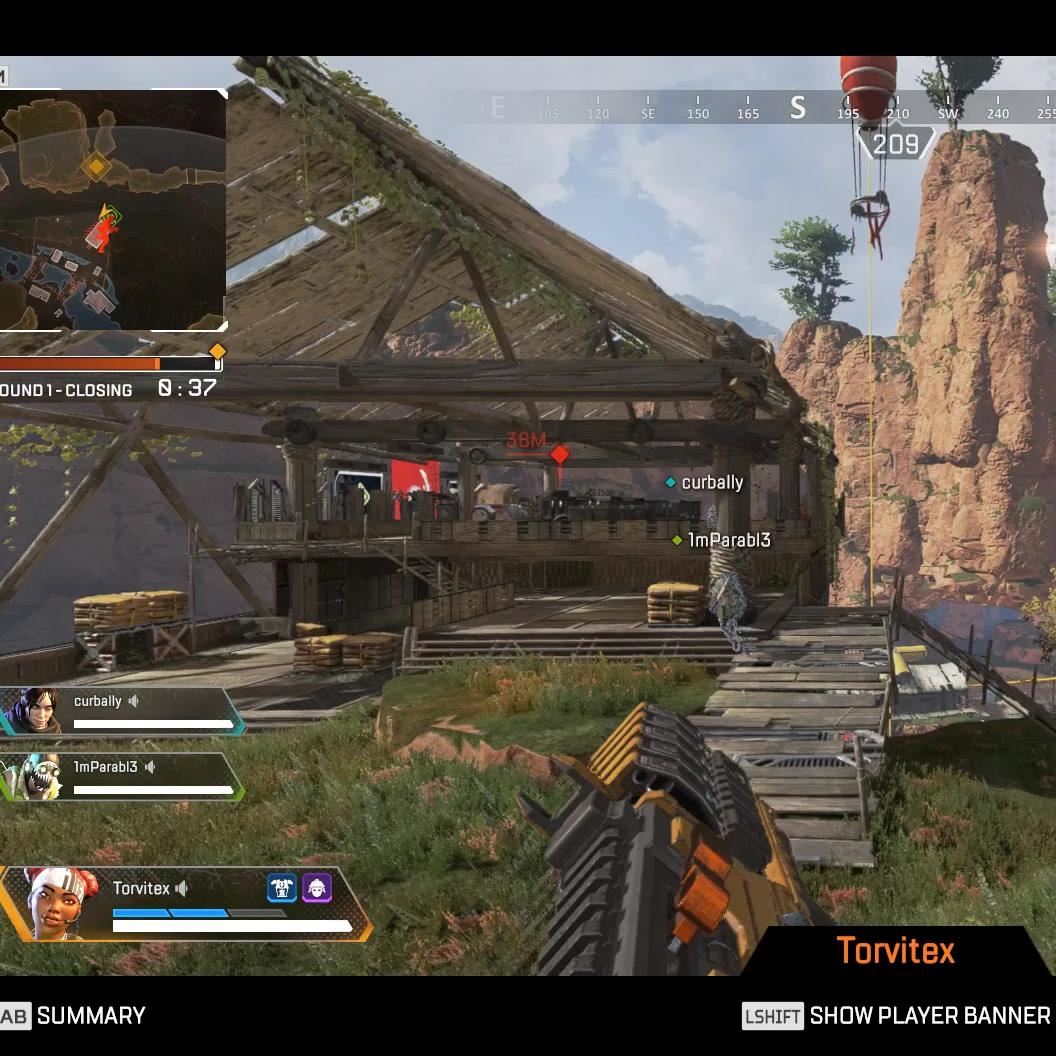 M
E 105 120 SE 150 165 S 195 210 SW 240 255
209
OUND 1 - CLOSING 0:37
38M
curbally
1mParabl3
curbally
1mParabl3
Torvitex
Torvitex
AB SUMMARY
LSHIFT SHOW PLAYER BANNER